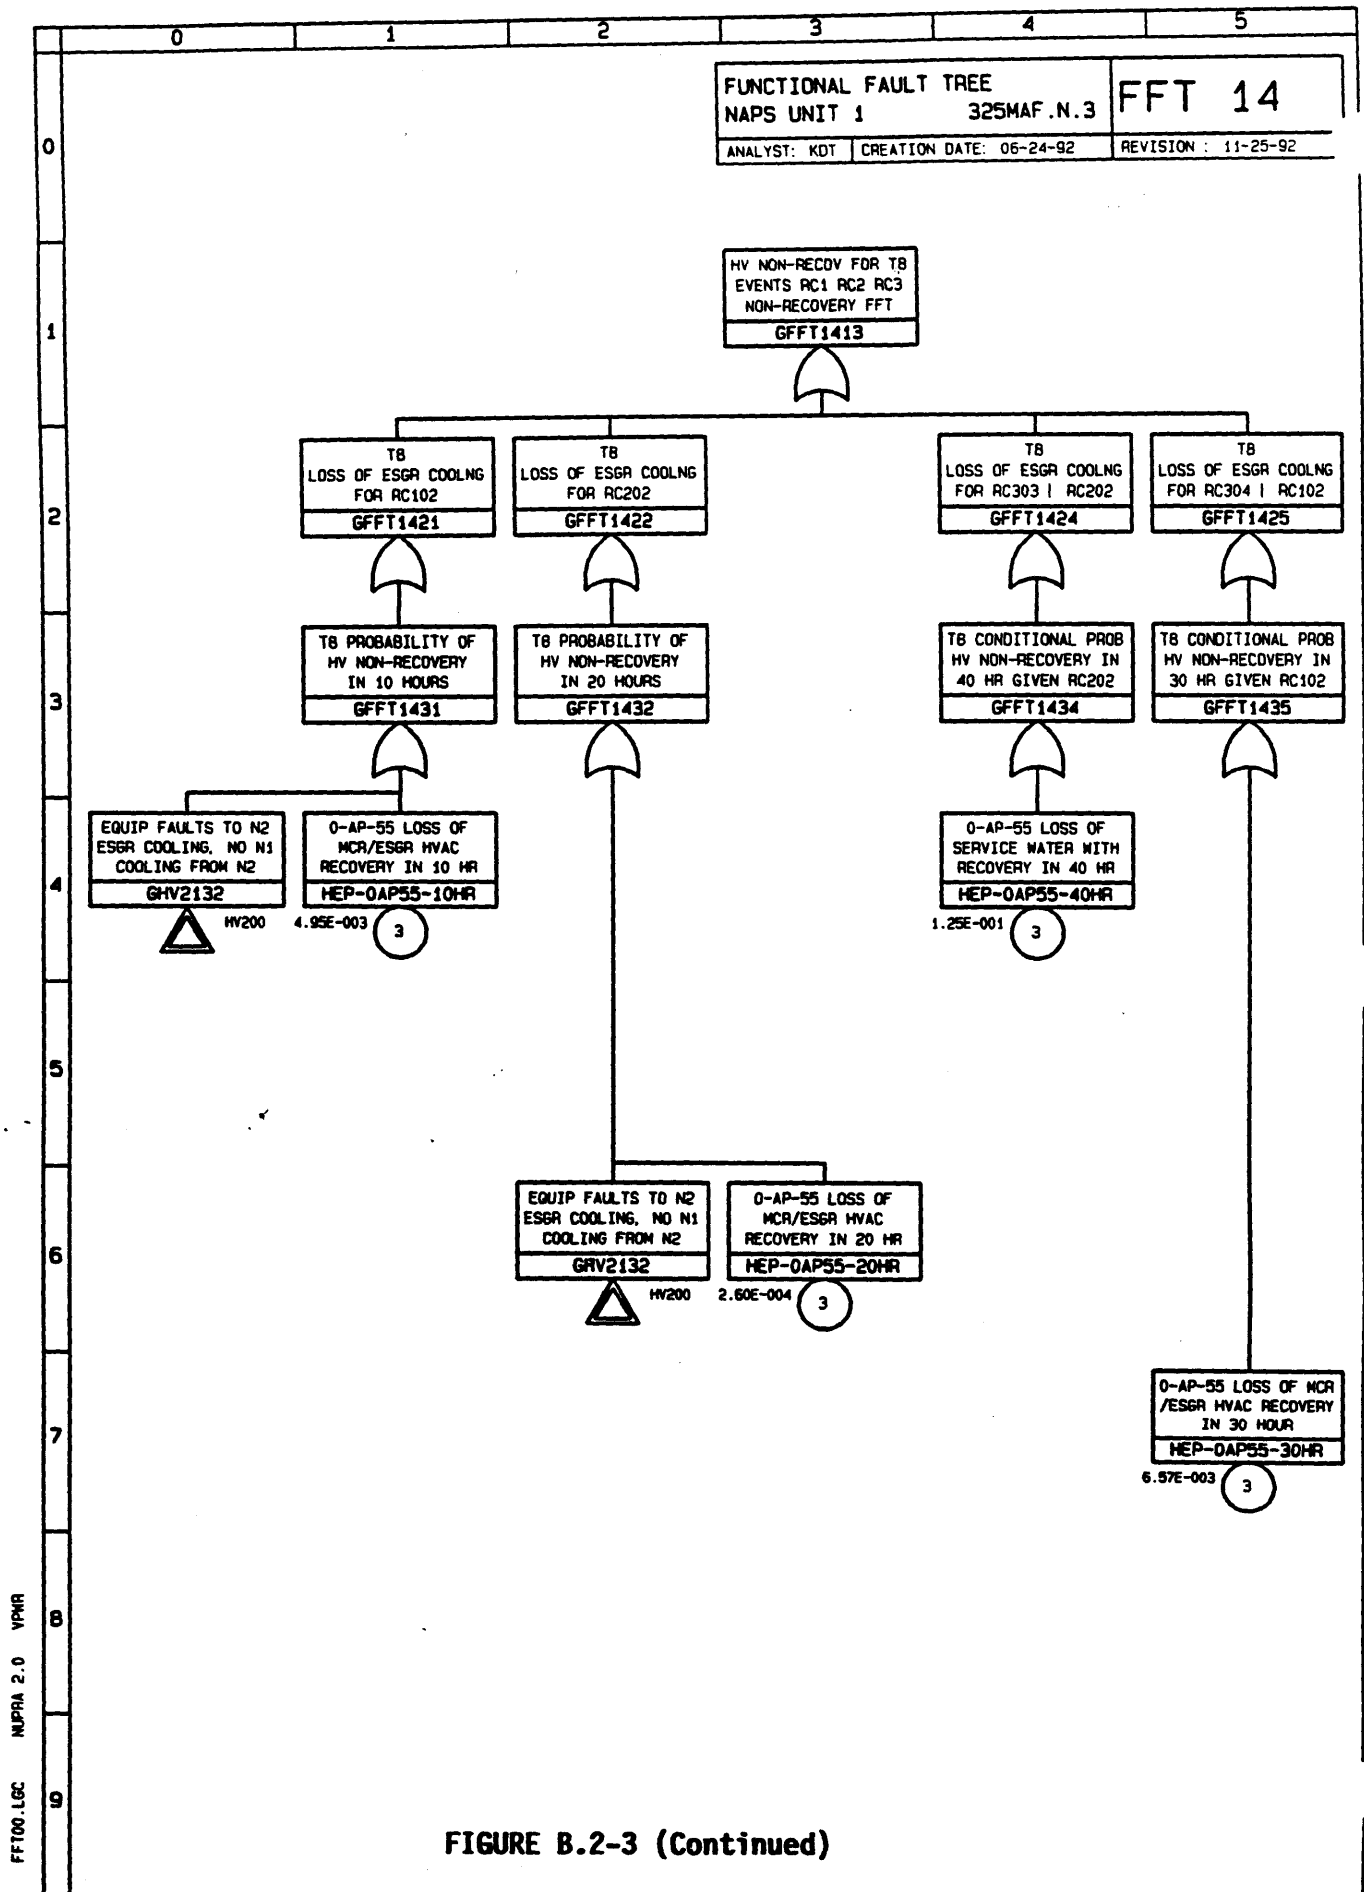 0 1 2 3 4 5
FUNCTIONAL FAULT TREE
NAPS UNIT 1 325MAF.N.3
FFT 14
ANALYST: KDT CREATION DATE: 06-24-92 REVISION : 11-25-92
0
HV NON-RECOV FOR T8
EVENTS RC1 RC2 RC3
NON-RECOVERY FFT
GFFT1413
1
T8
LOSS OF ESGR COOLNG
FOR RC102
GFFT1421
T8
LOSS OF ESGR COOLNG
FOR RC202
GFFT1422
T8
LOSS OF ESGR COOLNG
FOR RC303 | RC202
GFFT1424
T8
LOSS OF ESGR COOLNG
FOR RC304 | RC102
GFFT1425
2
T8 PROBABILITY OF
HV NON-RECOVERY
IN 10 HOURS
GFFT1431
T8 PROBABILITY OF
HV NON-RECOVERY
IN 20 HOURS
GFFT1432
T8 CONDITIONAL PROB
HV NON-RECOVERY IN
40 HR GIVEN RC202
GFFT1434
T8 CONDITIONAL PROB
HV NON-RECOVERY IN
30 HR GIVEN RC102
GFFT1435
3
EQUIP FAULTS TO N2
ESGR COOLING, NO N1
COOLING FROM N2
GHV2132
HV200
0-AP-55 LOSS OF
MCR/ESGR HVAC
RECOVERY IN 10 HR
HEP-0AP55-10HR
4.95E-003 3
0-AP-55 LOSS OF
SERVICE WATER WITH
RECOVERY IN 40 HR
HEP-0AP55-40HR
1.25E-001 3
4
5
EQUIP FAULTS TO N2
ESGR COOLING, NO N1
COOLING FROM N2
GHV2132
HV200
0-AP-55 LOSS OF
MCR/ESGR HVAC
RECOVERY IN 20 HR
HEP-0AP55-20HR
2.60E-004 3
6
0-AP-55 LOSS OF MCR
/ESGR HVAC RECOVERY
IN 30 HOUR
HEP-0AP55-30HR
6.57E-003 3
7
8
9
FFT00.LGC NUPRA 2.0 VPWR
FIGURE B.2-3 (Continued)